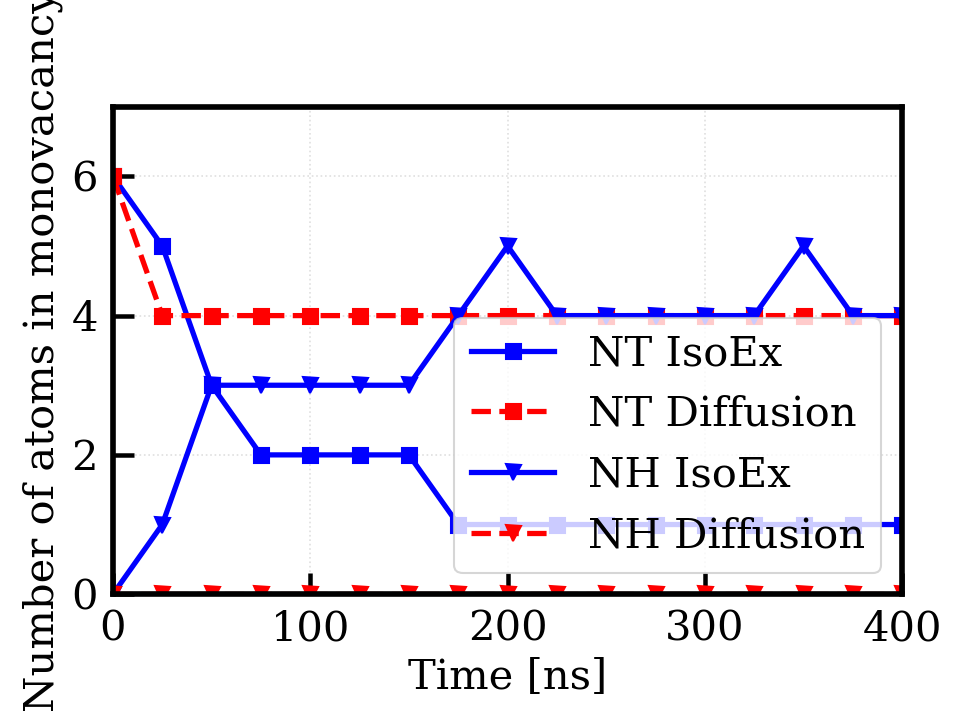 Number of atoms in monovacancy
6
4
2
0
0 100 200 300 400
Time [ns]
NT IsoEx
NT Diffusion
NH IsoEx
NH Diffusion